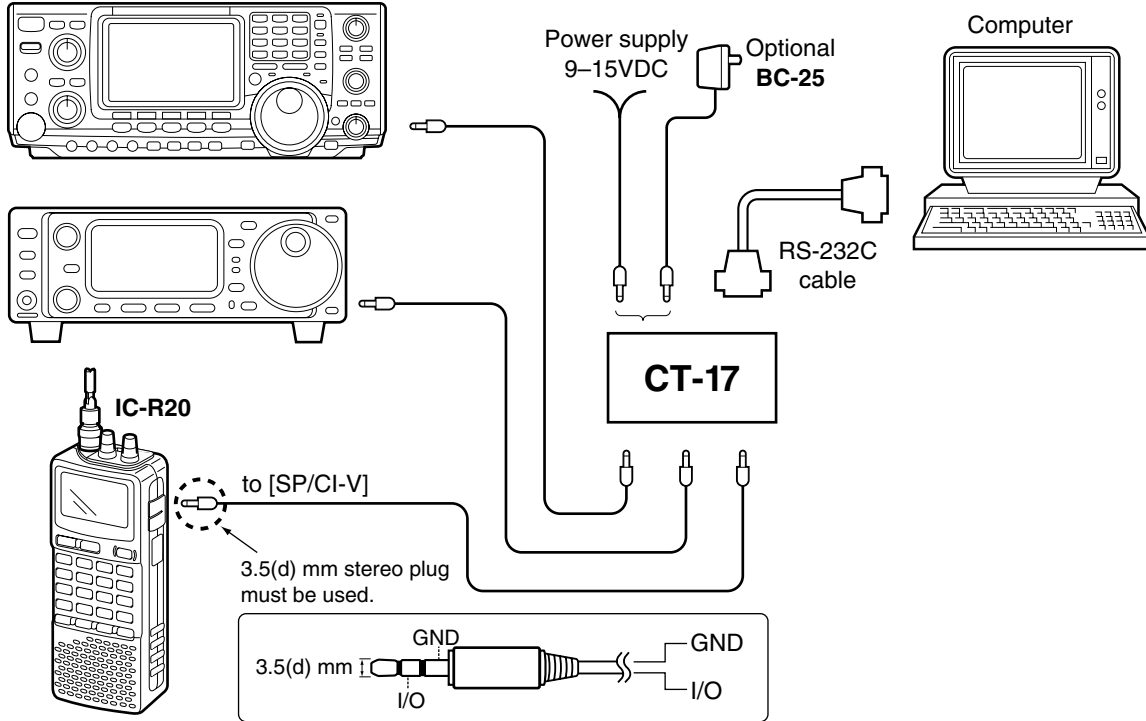 Power supply
9–15VDC
Optional
BC-25
Computer
RS-232C
cable
CT-17
IC-R20
to [SP/CI-V]
3.5(d) mm stereo plug
must be used.
GND
3.5(d) mm
I/O
GND
I/O